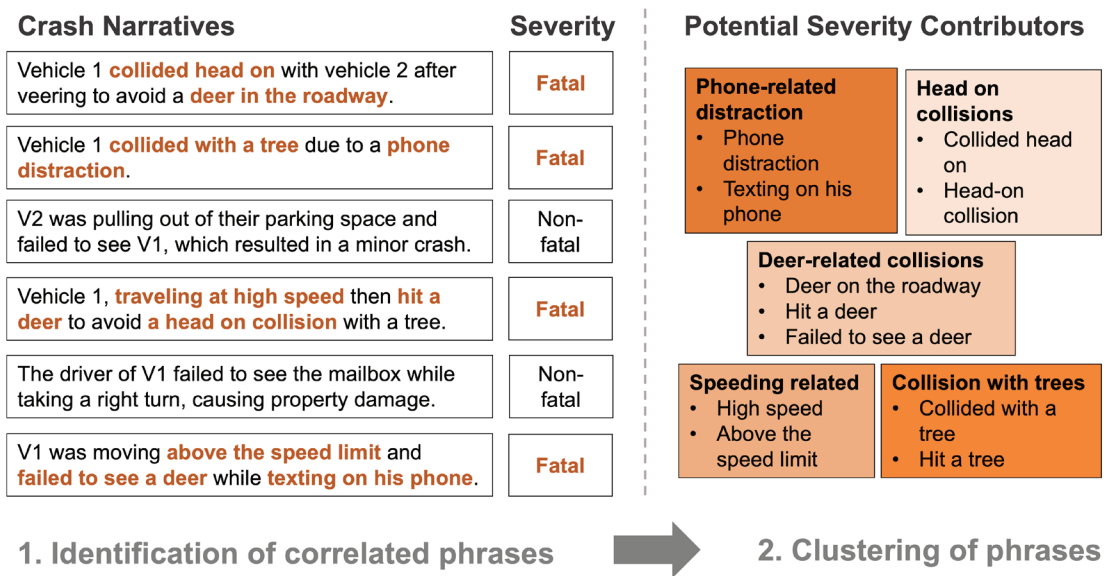 Crash Narratives
Severity
Vehicle 1 collided head on with vehicle 2 after
veering to avoid a deer in the roadway.
Fatal
Vehicle 1 collided with a tree due to a phone
distraction.
Fatal
V2 was pulling out of their parking space and
failed to see V1, which resulted in a minor crash.
Non-
fatal
Vehicle 1, traveling at high speed then hit a
deer to avoid a head on collision with a tree.
Fatal
The driver of V1 failed to see the mailbox while
taking a right turn, causing property damage.
Non-
fatal
V1 was moving above the speed limit and
failed to see a deer while texting on his phone.
Fatal
1. Identification of correlated phrases
Potential Severity Contributors
Phone-related
distraction
• Phone
distraction
• Texting on his
phone
Head on
collisions
• Collided head
on
• Head-on
collision
Deer-related collisions
• Deer on the roadway
• Hit a deer
• Failed to see a deer
Speeding related
• High speed
• Above the
speed limit
Collision with trees
• Collided with a
tree
• Hit a tree
2. Clustering of phrases